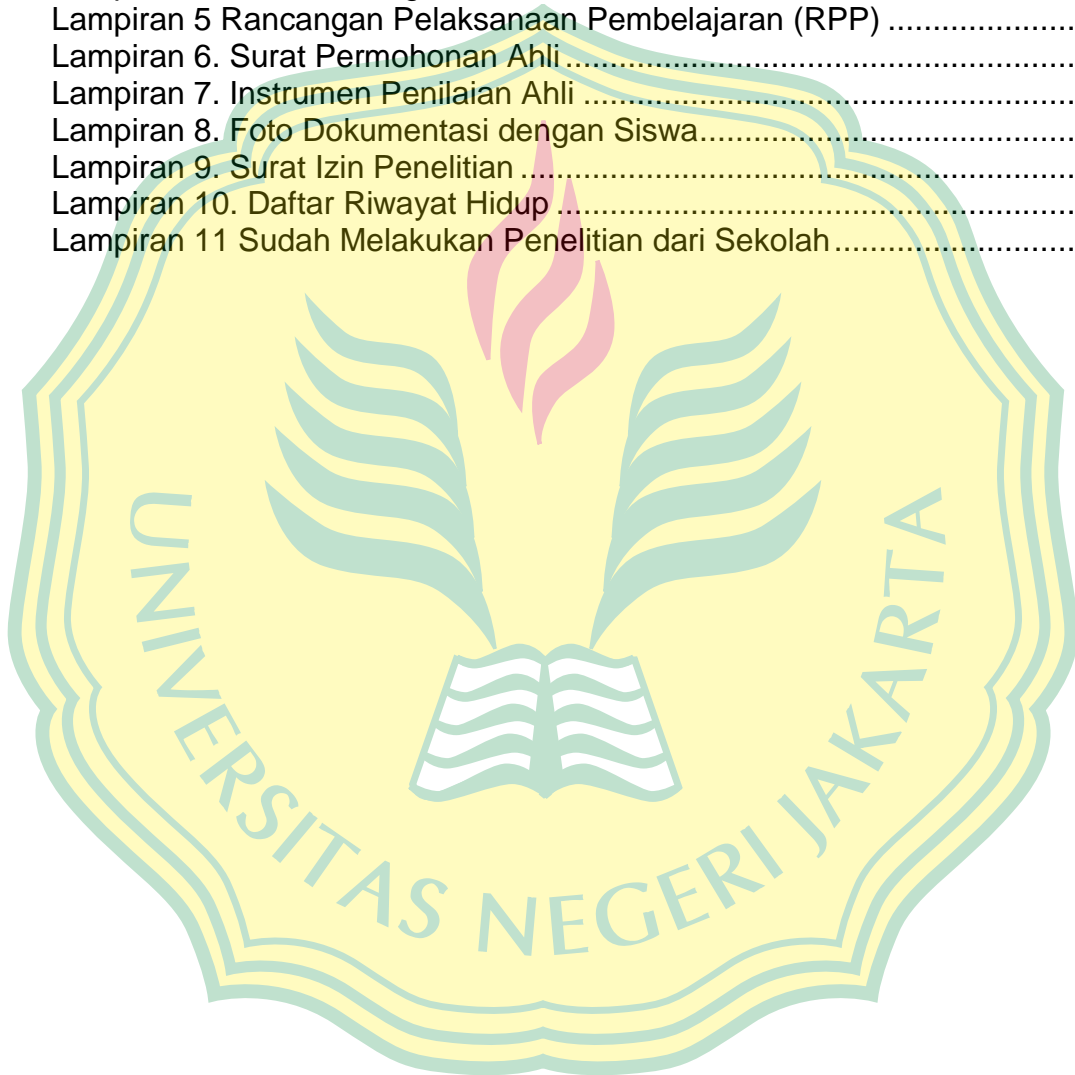 Lampiran 5 Rancangan Pelaksanaan Pembelajaran (RPP) ....................
Lampiran 6. Surat Permohonan Ahli ........................................................
Lampiran 7. Instrumen Penilaian Ahli ......................................................
Lampiran 8. Foto Dokumentasi dengan Siswa..........................................
Lampiran 9. Surat Izin Penelitian ..............................................................
Lampiran 10. Daftar Riwayat Hidup ..........................................................
Lampiran 11 Sudah Melakukan Penelitian dari Sekolah...........................
UNIVERSITAS NEGERI JAKARTA